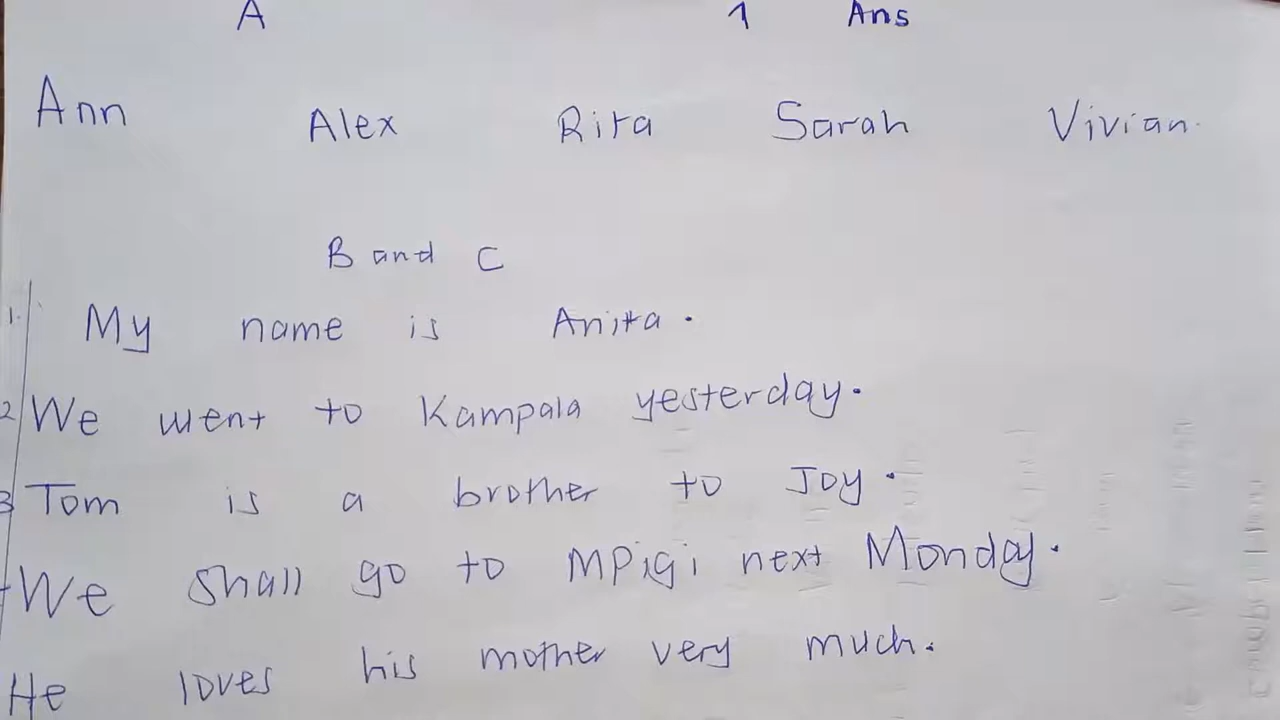 A 1 Ans
Ann Alex Rita Sarah Vivian.
B and C
1. My name is Anita.
2 We went to Kampala yesterday.
3 Tom is a brother to Joy.
We shall go to MPigi next Monday.
He loves his mother very much.